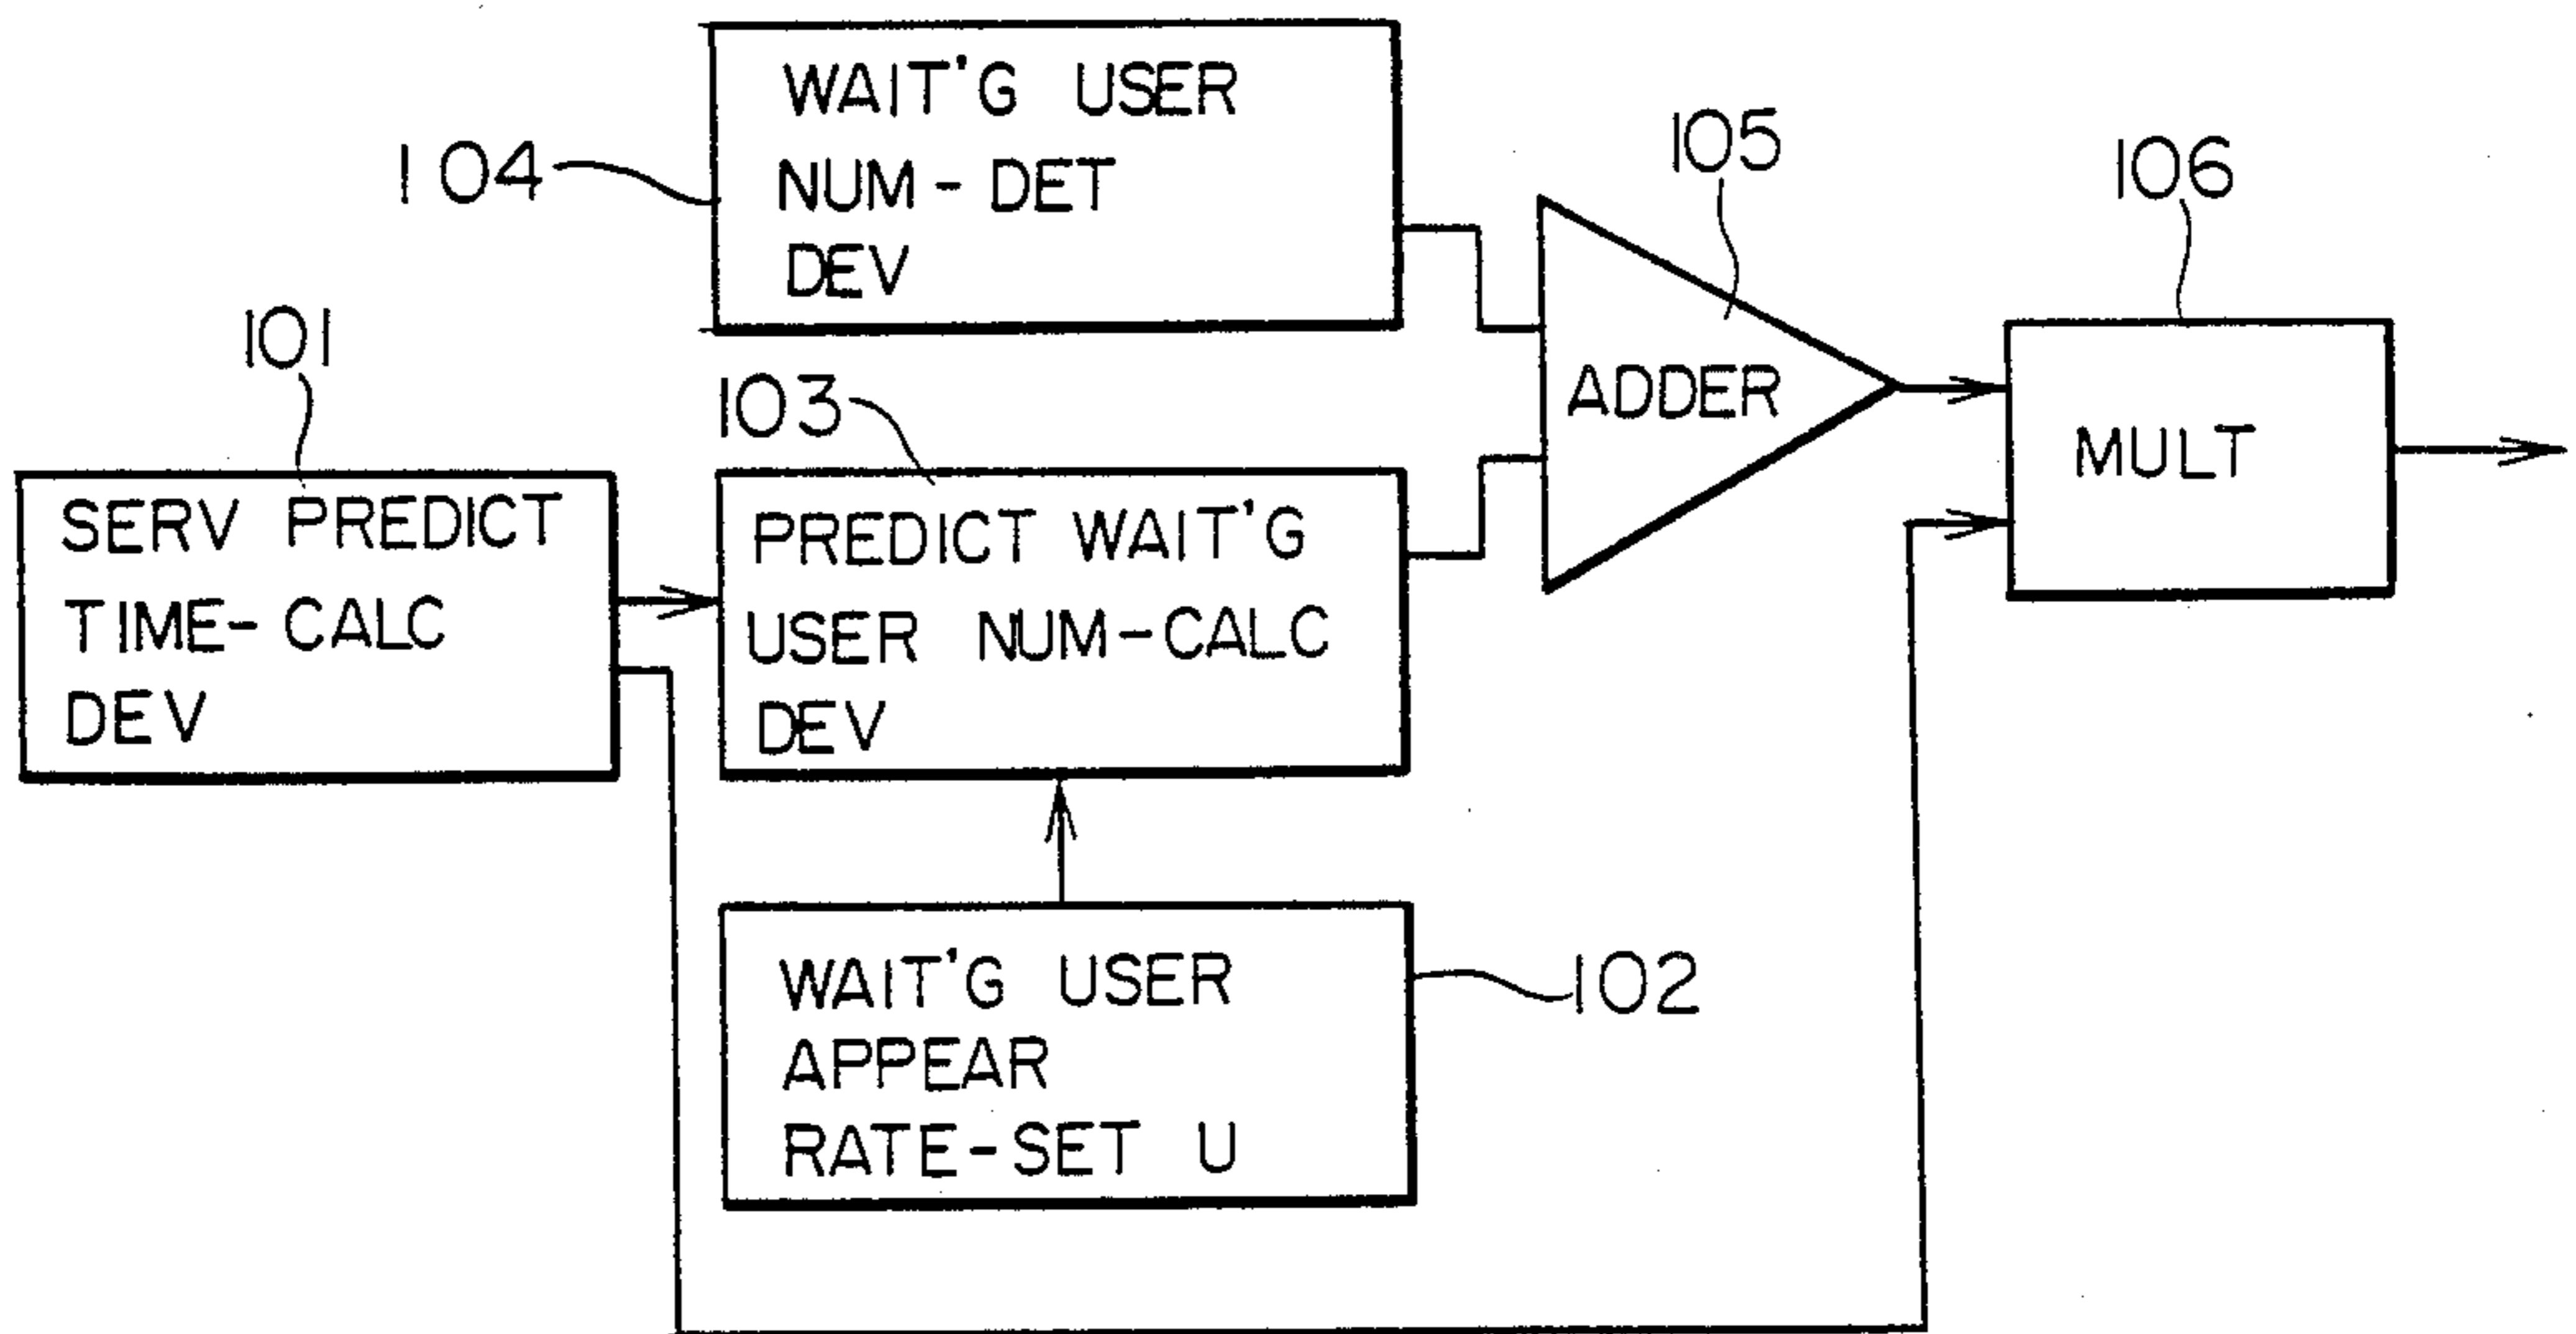 104
WAIT'G USER
NUM-DET
DEV
105
106
101
103
ADDER
MULT
SERV PREDICT
TIME-CALC
DEV
PREDICT WAIT'G
USER NUM-CALC
DEV
102
WAIT'G USER
APPEAR
RATE-SET U